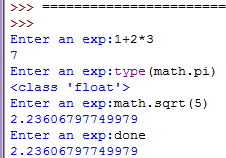 >>> ========================
>>>
Enter an exp:1+2*3
7
Enter an exp:type(math.pi)
<class 'float'>
Enter an exp:math.sqrt(5)
2.23606797749979
Enter an exp:done
2.23606797749979